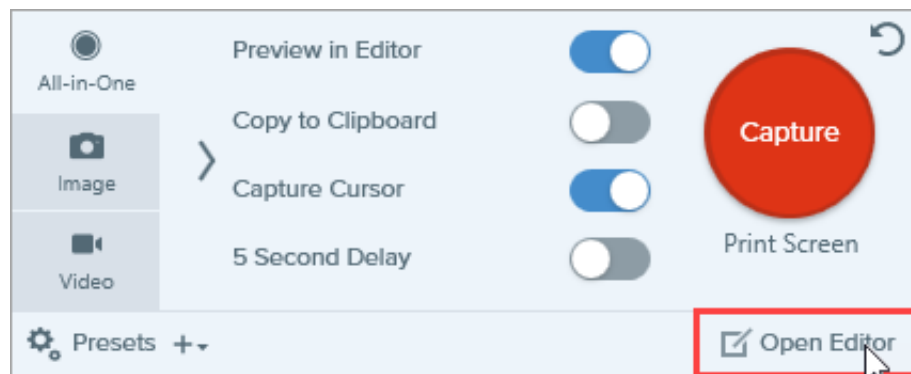 All-in-One
Image
Video
Preview in Editor
Copy to Clipboard
Capture Cursor
5 Second Delay
Capture
Print Screen
Presets
Open Editor